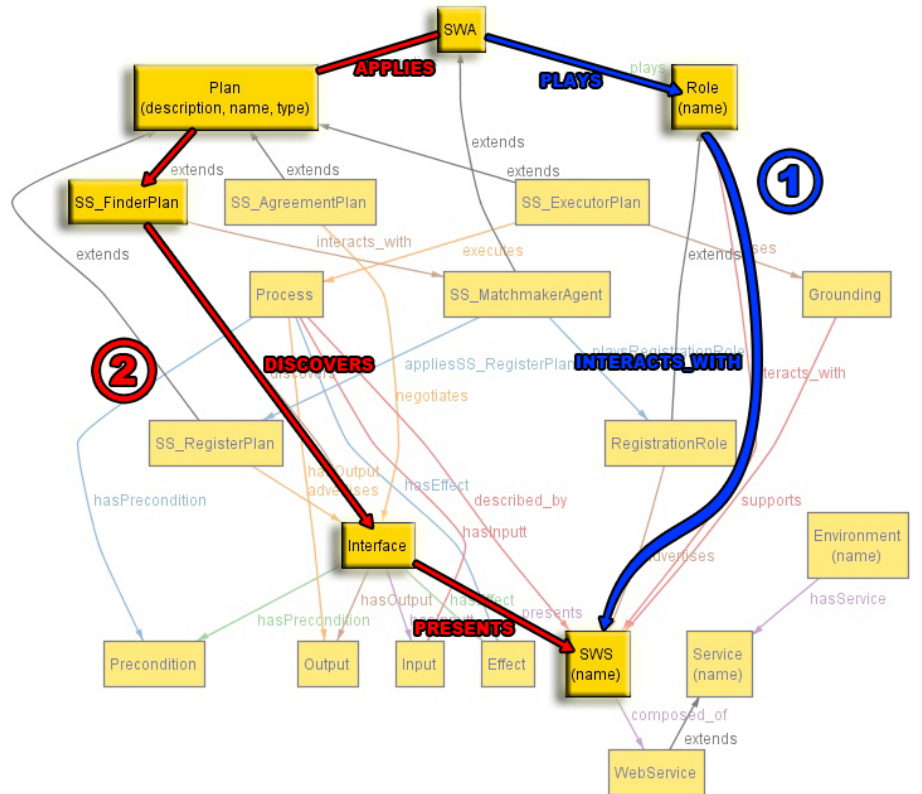 SWA
APPLIES
PLAYS
plays
Plan
(description, name, type)
Role
(name)
1
extends
extends
extends
extends
SS_FinderPlan
SS_AgreementPlan
SS_ExecutorPlan
interacts_with
executes
extends
extends
Process
SS_MatchmakerAgent
Grounding
2
DISCOVERS
discovers
appliesSS_RegisterPlan
playsRegistrationRole
INTERACTS_WITH
interacts_with
negotiates
SS_RegisterPlan
RegistrationRole
hasPrecondition
hasOutput
advertises
hasEffect
described_by
supports
hasInputt
Interface
advertises
Environment
(name)
hasOutput
hasEffect
presents
hasService
hasPrecondition
PRESENTS
Precondition
Output
Input
Effect
SWS
(name)
Service
(name)
composed_of
extends
WebService